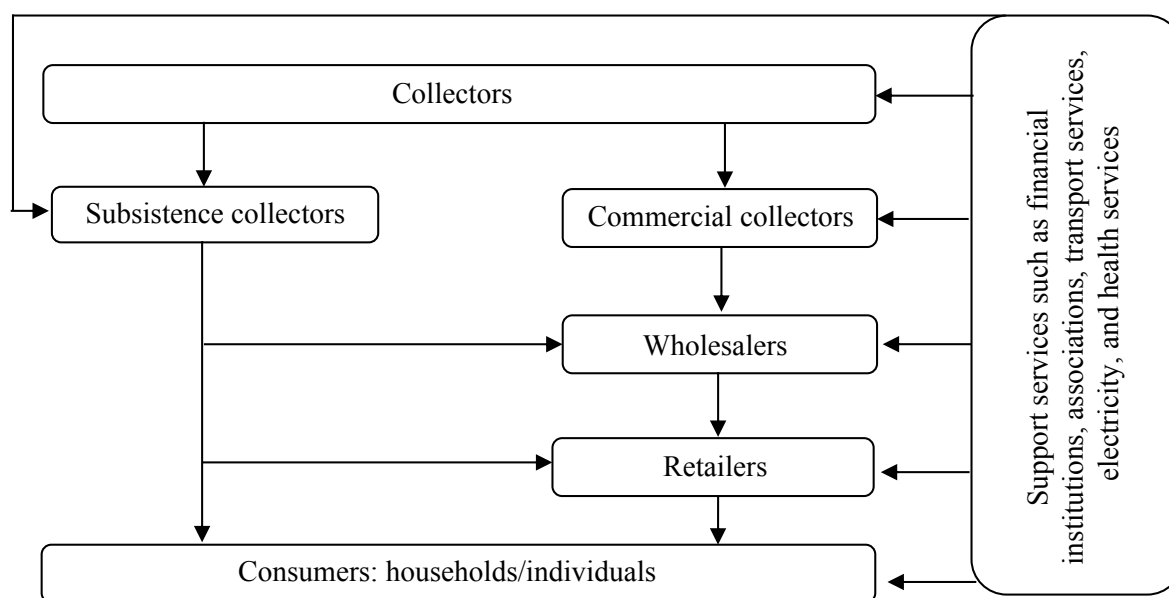 Collectors
Subsistence collectors
Commercial collectors
Wholesalers
Retailers
Consumers: households/individuals
Support services such as financial
institutions, associations, transport services,
electricity, and health services